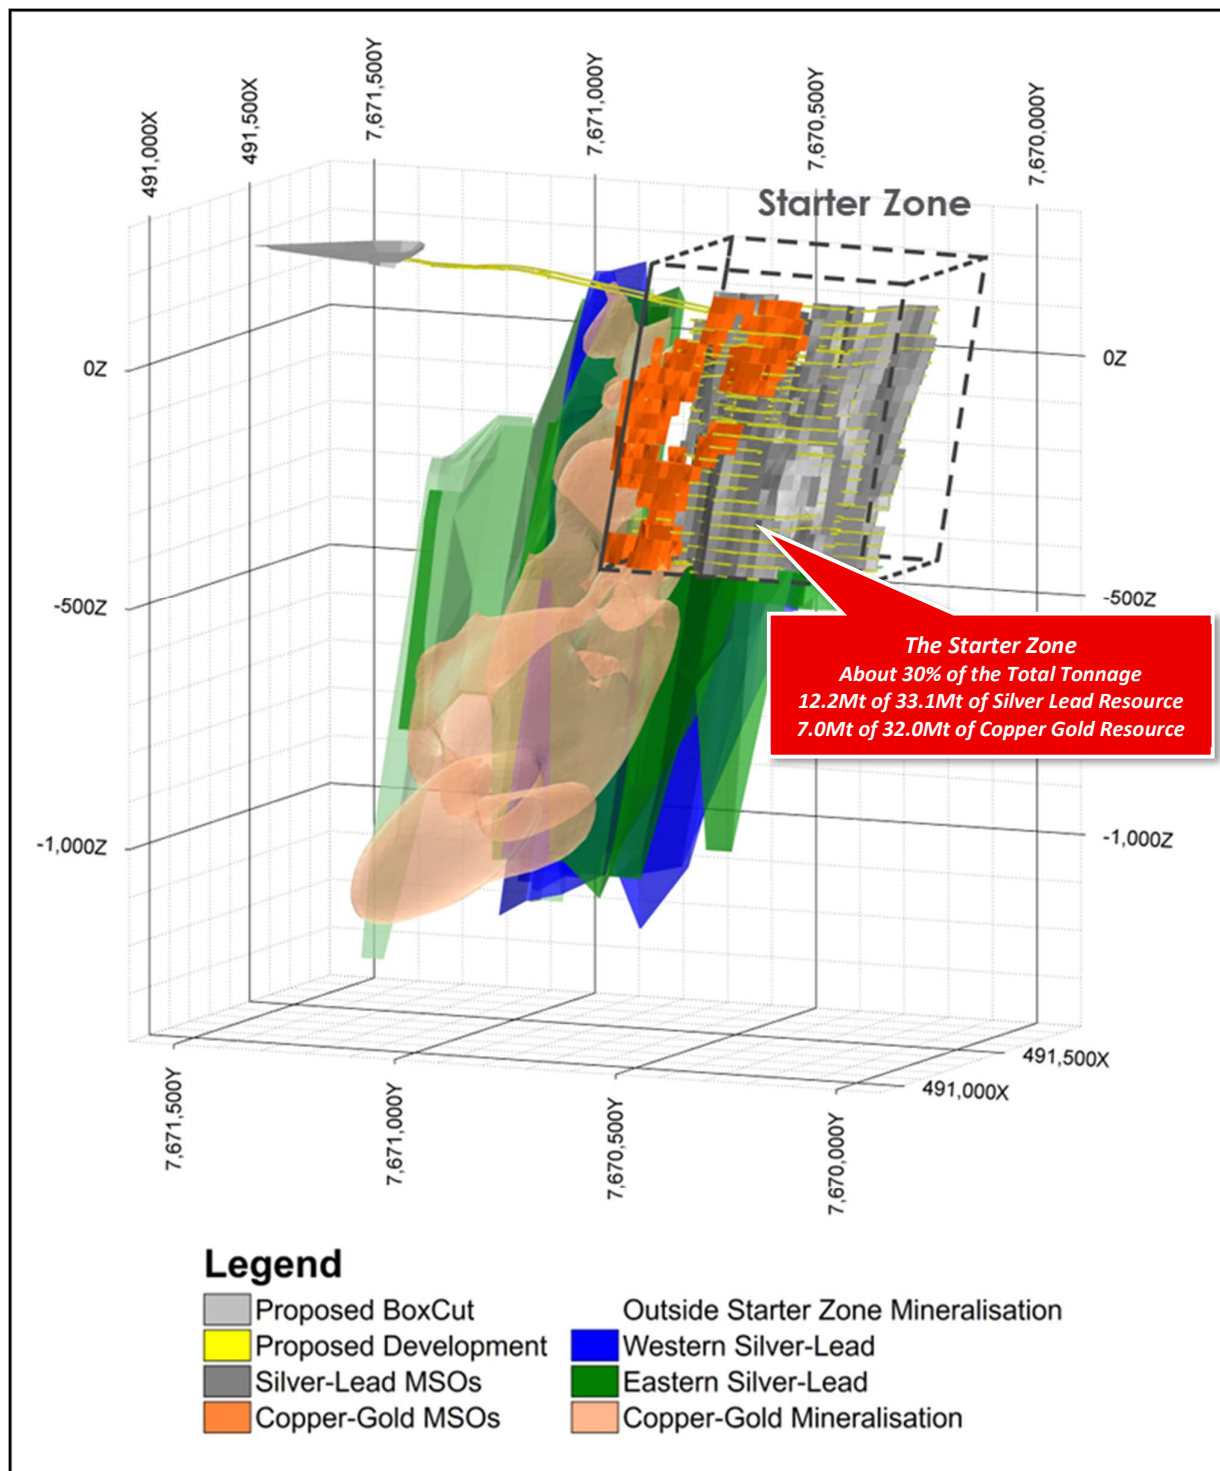 491,000X
491,500X
7,671,500Y
7,671,000Y
7,670,500Y
7,670,000Y
Starter Zone
0Z
0Z
-500Z
-500Z
The Starter Zone
About 30% of the Total Tonnage
12.2Mt of 33.1Mt of Silver Lead Resource
7.0Mt of 32.0Mt of Copper Gold Resource
-1,000Z
-1,000Z
491,500X
491,000X
7,671,500Y
7,671,000Y
7,670,500Y
7,670,000Y
Legend
Proposed BoxCut
Proposed Development
Silver-Lead MSOs
Copper-Gold MSOs
Outside Starter Zone Mineralisation
Western Silver-Lead
Eastern Silver-Lead
Copper-Gold Mineralisation